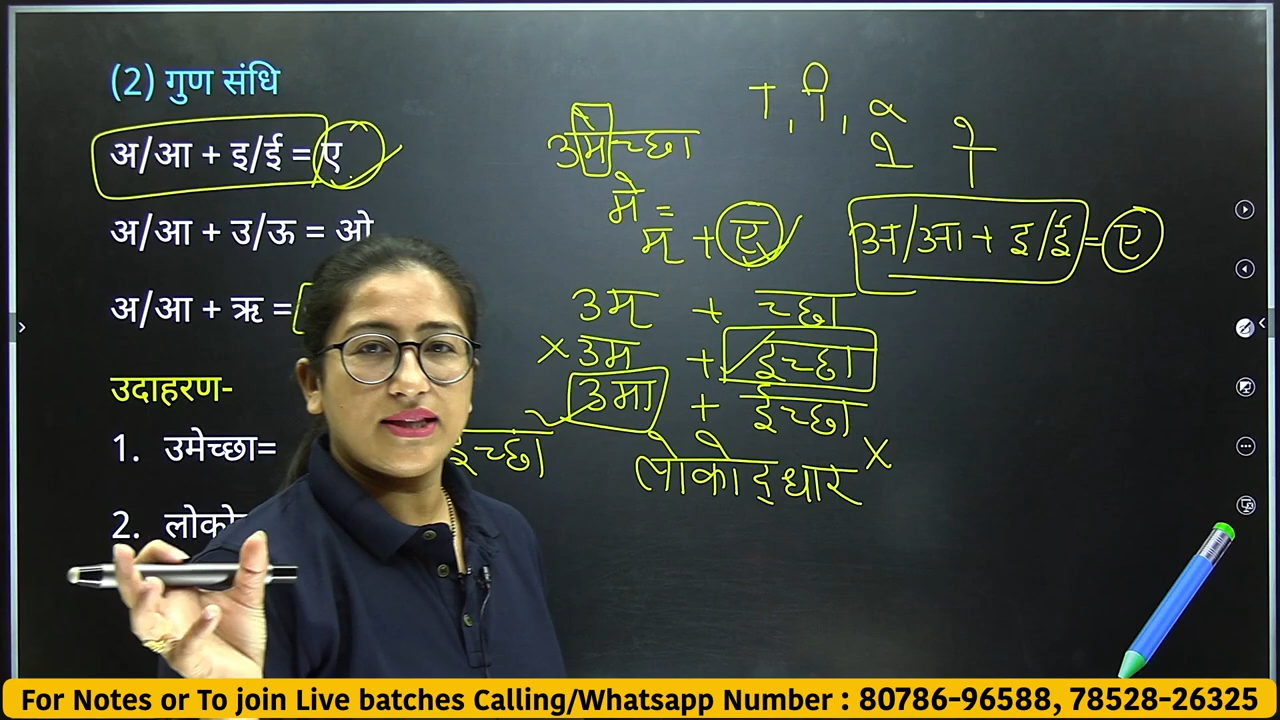 (2) गुण संधि
अ/आ + इ/ई = ए
अ/आ + उ/ऊ = ओ
अ/आ + ऋ =
उदाहरण-
1. उमेच्छा=
2. लोको
उमेच्छा
मे =
म् + ए
अ/आ + इ/ई = ए
उम् + च्छा
× उम + इच्छा
उमा + ईच्छा
इच्छा
लोकोद्धार ×
For Notes or To join Live batches Calling/Whatsapp Number : 80786-96588, 78528-26325